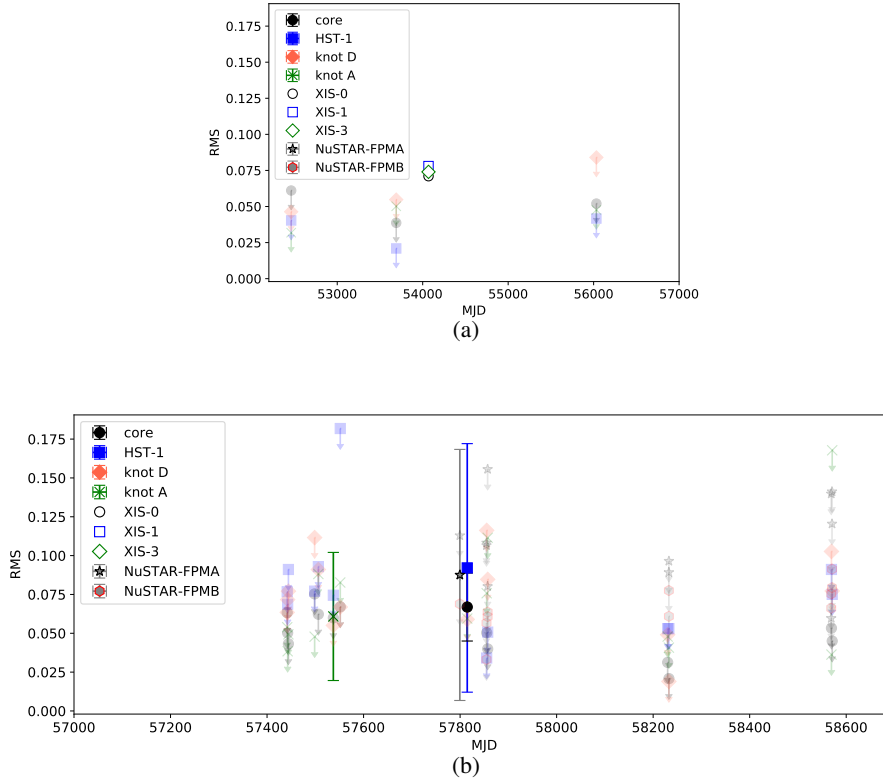 0.175
0.150
0.125
0.100
0.075
0.050
0.025
0.000
RMS
core
HST-1
knot D
knot A
XIS-0
XIS-1
XIS-3
NuSTAR-FPMA
NuSTAR-FPMB
53000 54000 55000 56000 57000
MJD
(a)
0.175
0.150
0.125
0.100
0.075
0.050
0.025
0.000
RMS
core
HST-1
knot D
knot A
XIS-0
XIS-1
XIS-3
NuSTAR-FPMA
NuSTAR-FPMB
57000 57200 57400 57600 57800 58000 58200 58400 58600
MJD
(b)